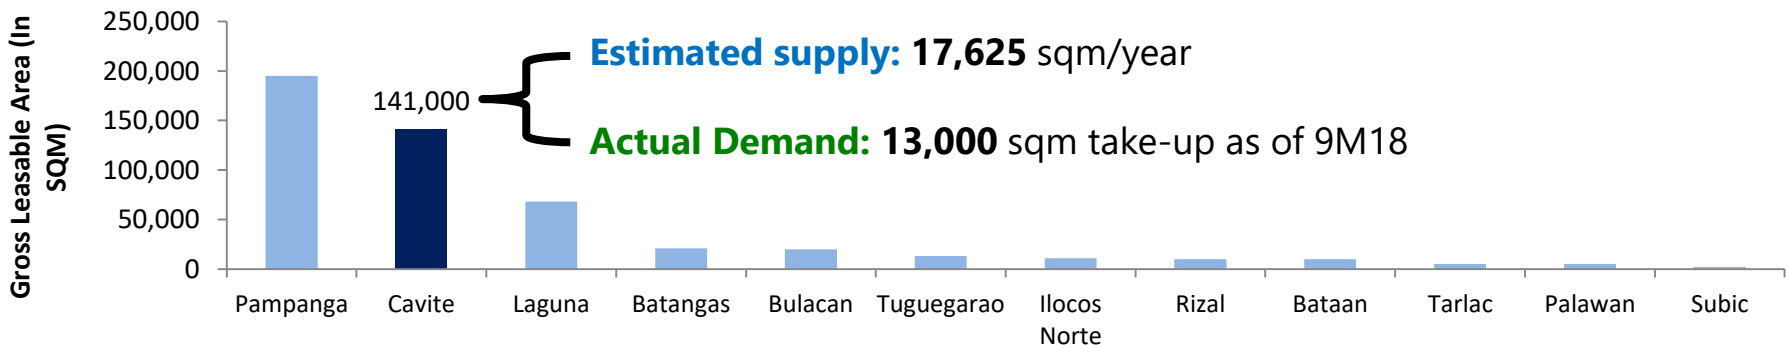 Gross Leasable Area (In
SQM)
250,000
200,000
150,000
100,000
50,000
0
141,000
Estimated supply: 17,625 sqm/year
Actual Demand: 13,000 sqm take-up as of 9M18
Pampanga
Cavite
Laguna
Batangas
Bulacan
Tuguegarao
Ilocos
Norte
Rizal
Bataan
Tarlac
Palawan
Subic